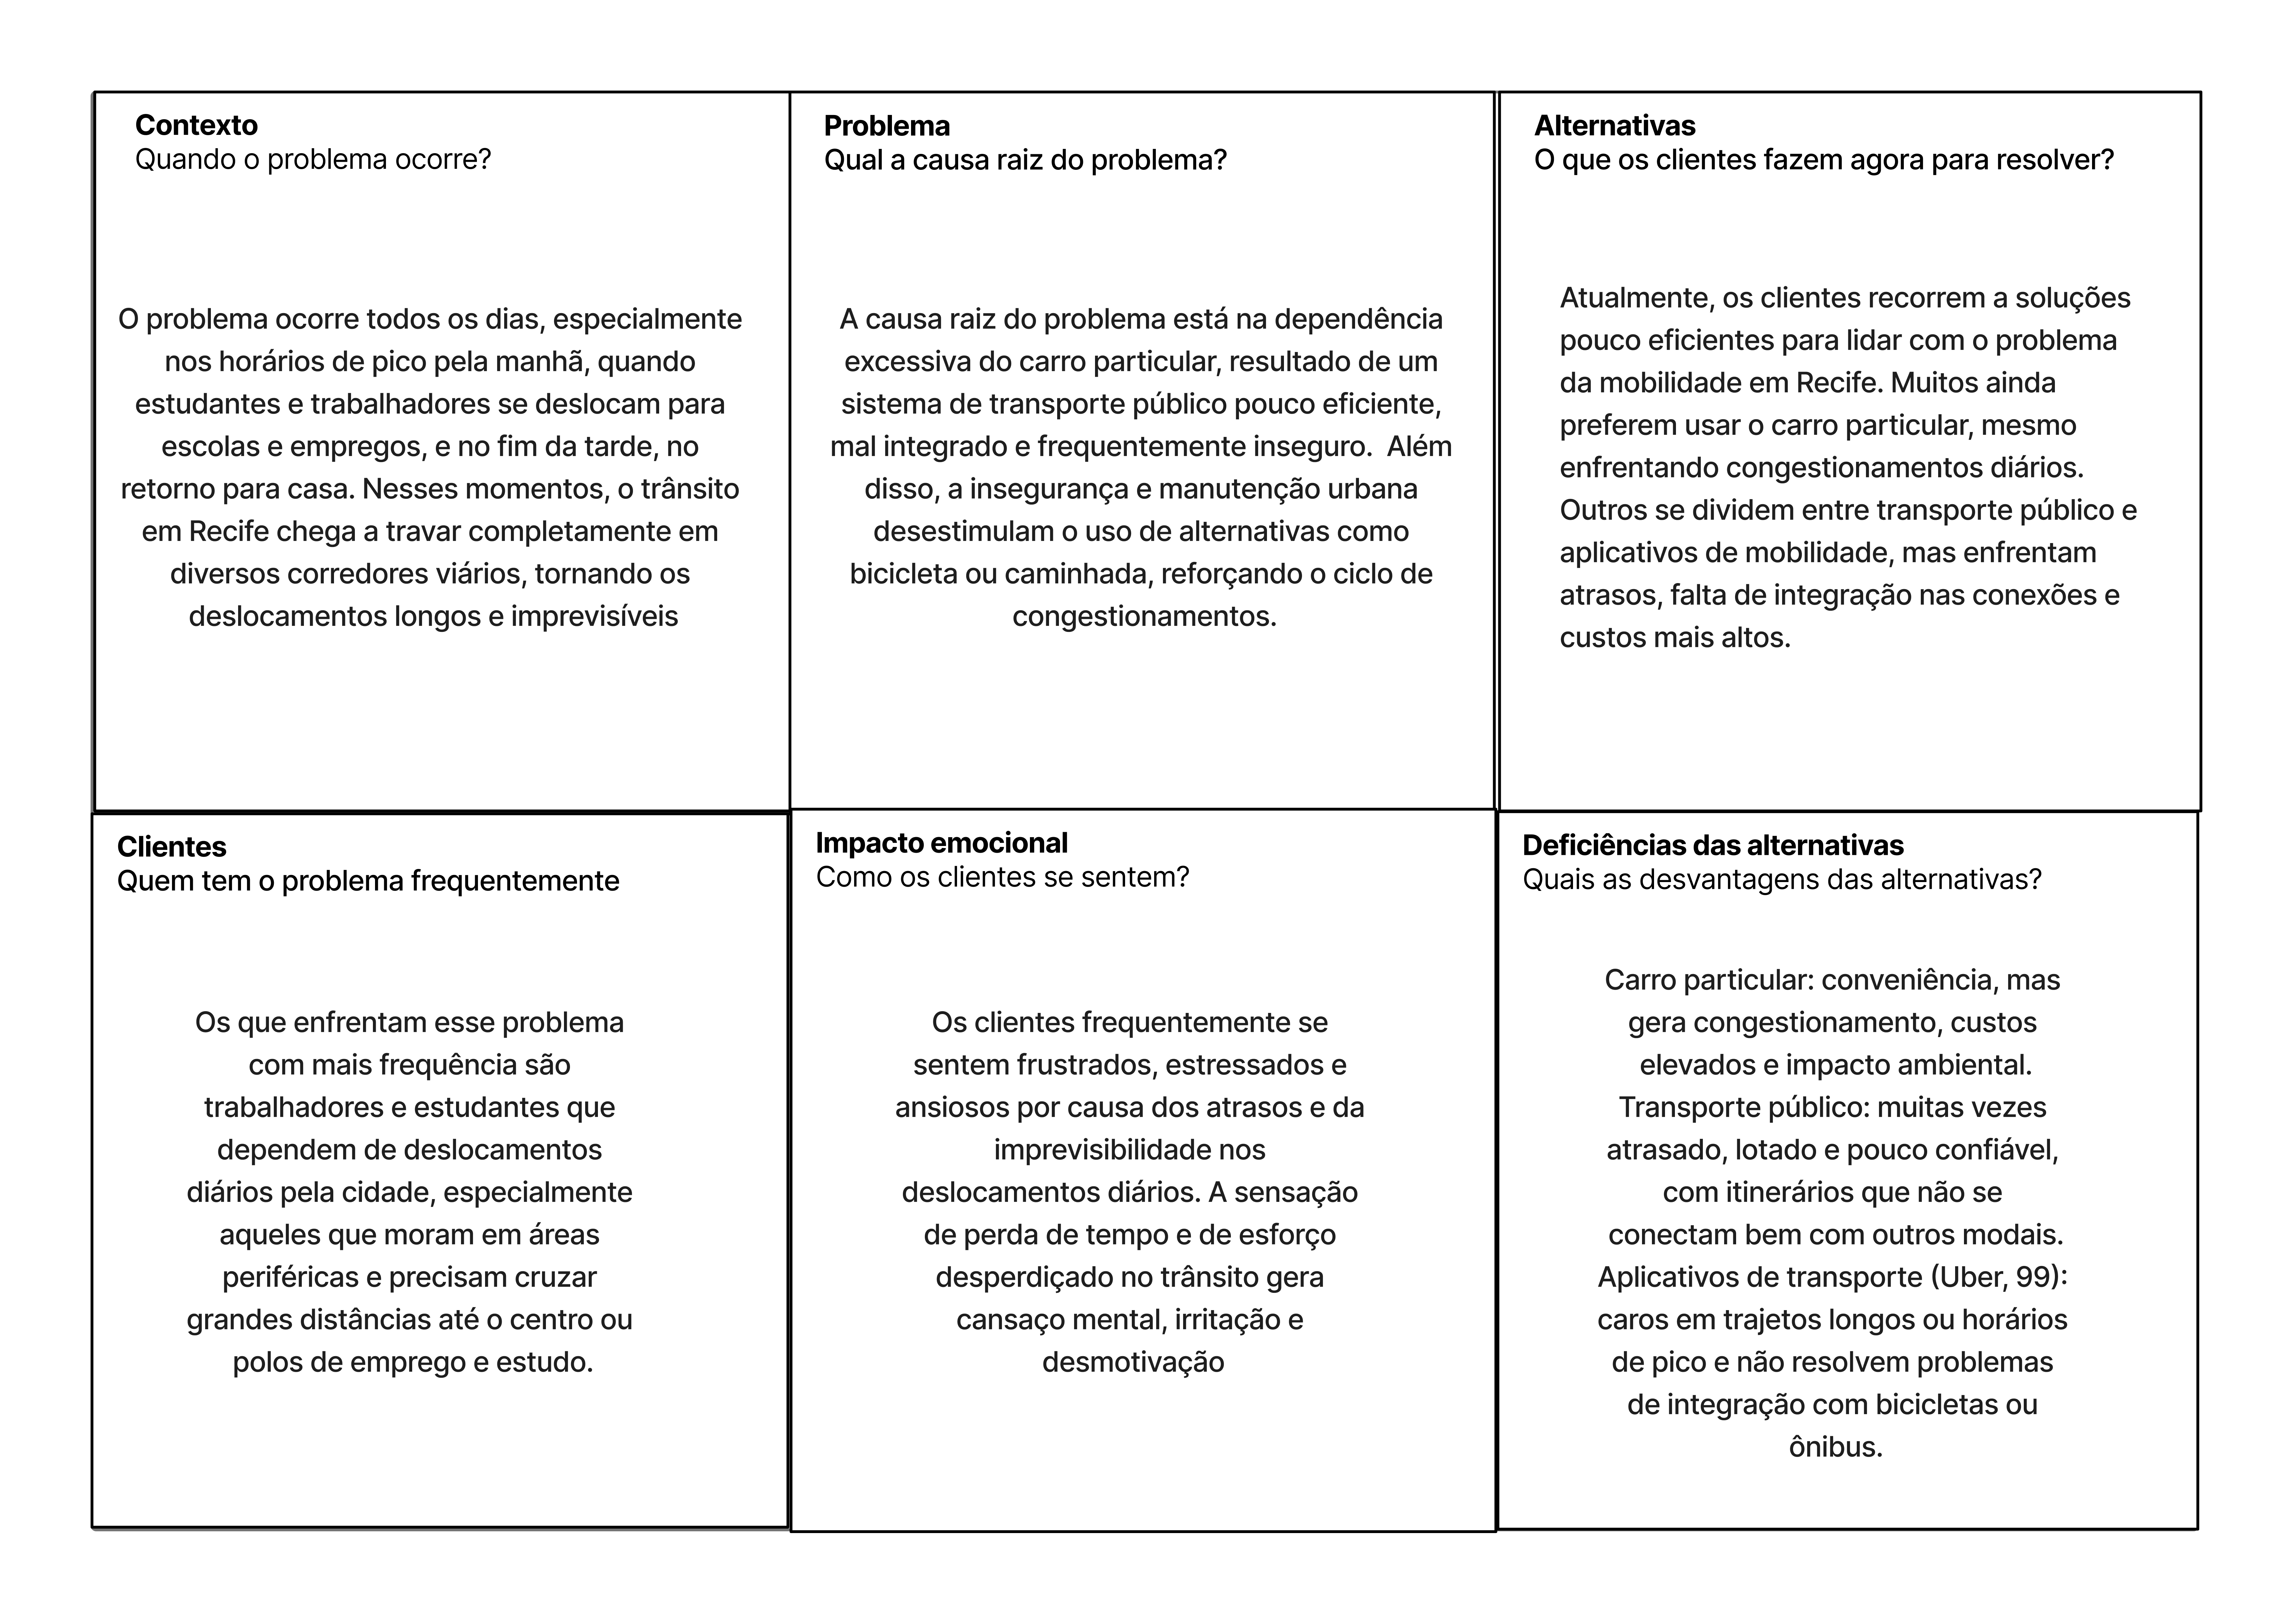 Contexto
Quando o problema ocorre?
O problema ocorre todos os dias, especialmente
nos horários de pico pela manhã, quando
estudantes e trabalhadores se deslocam para
escolas e empregos, e no fim da tarde, no
retorno para casa. Nesses momentos, o trânsito
em Recife chega a travar completamente em
diversos corredores viários, tornando os
deslocamentos longos e imprevisíveis
Problema
Qual a causa raiz do problema?
A causa raiz do problema está na dependência
excessiva do carro particular, resultado de um
sistema de transporte público pouco eficiente,
mal integrado e frequentemente inseguro.  Além
disso, a insegurança e manutenção urbana
desestimulam o uso de alternativas como
bicicleta ou caminhada, reforçando o ciclo de
congestionamentos.
Alternativas
O que os clientes fazem agora para resolver?
Atualmente, os clientes recorrem a soluções
pouco eficientes para lidar com o problema
da mobilidade em Recife. Muitos ainda
preferem usar o carro particular, mesmo
enfrentando congestionamentos diários.
Outros se dividem entre transporte público e
aplicativos de mobilidade, mas enfrentam
atrasos, falta de integração nas conexões e
custos mais altos.
Clientes
Quem tem o problema frequentemente
Os que enfrentam esse problema
com mais frequência são
trabalhadores e estudantes que
dependem de deslocamentos
diários pela cidade, especialmente
aqueles que moram em áreas
periféricas e precisam cruzar
grandes distâncias até o centro ou
polos de emprego e estudo.
Impacto emocional
Como os clientes se sentem?
Os clientes frequentemente se
sentem frustrados, estressados e
ansiosos por causa dos atrasos e da
imprevisibilidade nos
deslocamentos diários. A sensação
de perda de tempo e de esforço
desperdiçado no trânsito gera
cansaço mental, irritação e
desmotivação
Deficiências das alternativas
Quais as desvantagens das alternativas?
Carro particular: conveniência, mas
gera congestionamento, custos
elevados e impacto ambiental.
Transporte público: muitas vezes
atrasado, lotado e pouco confiável,
com itinerários que não se
conectam bem com outros modais.
Aplicativos de transporte (Uber, 99):
caros em trajetos longos ou horários
de pico e não resolvem problemas
de integração com bicicletas ou
ônibus.